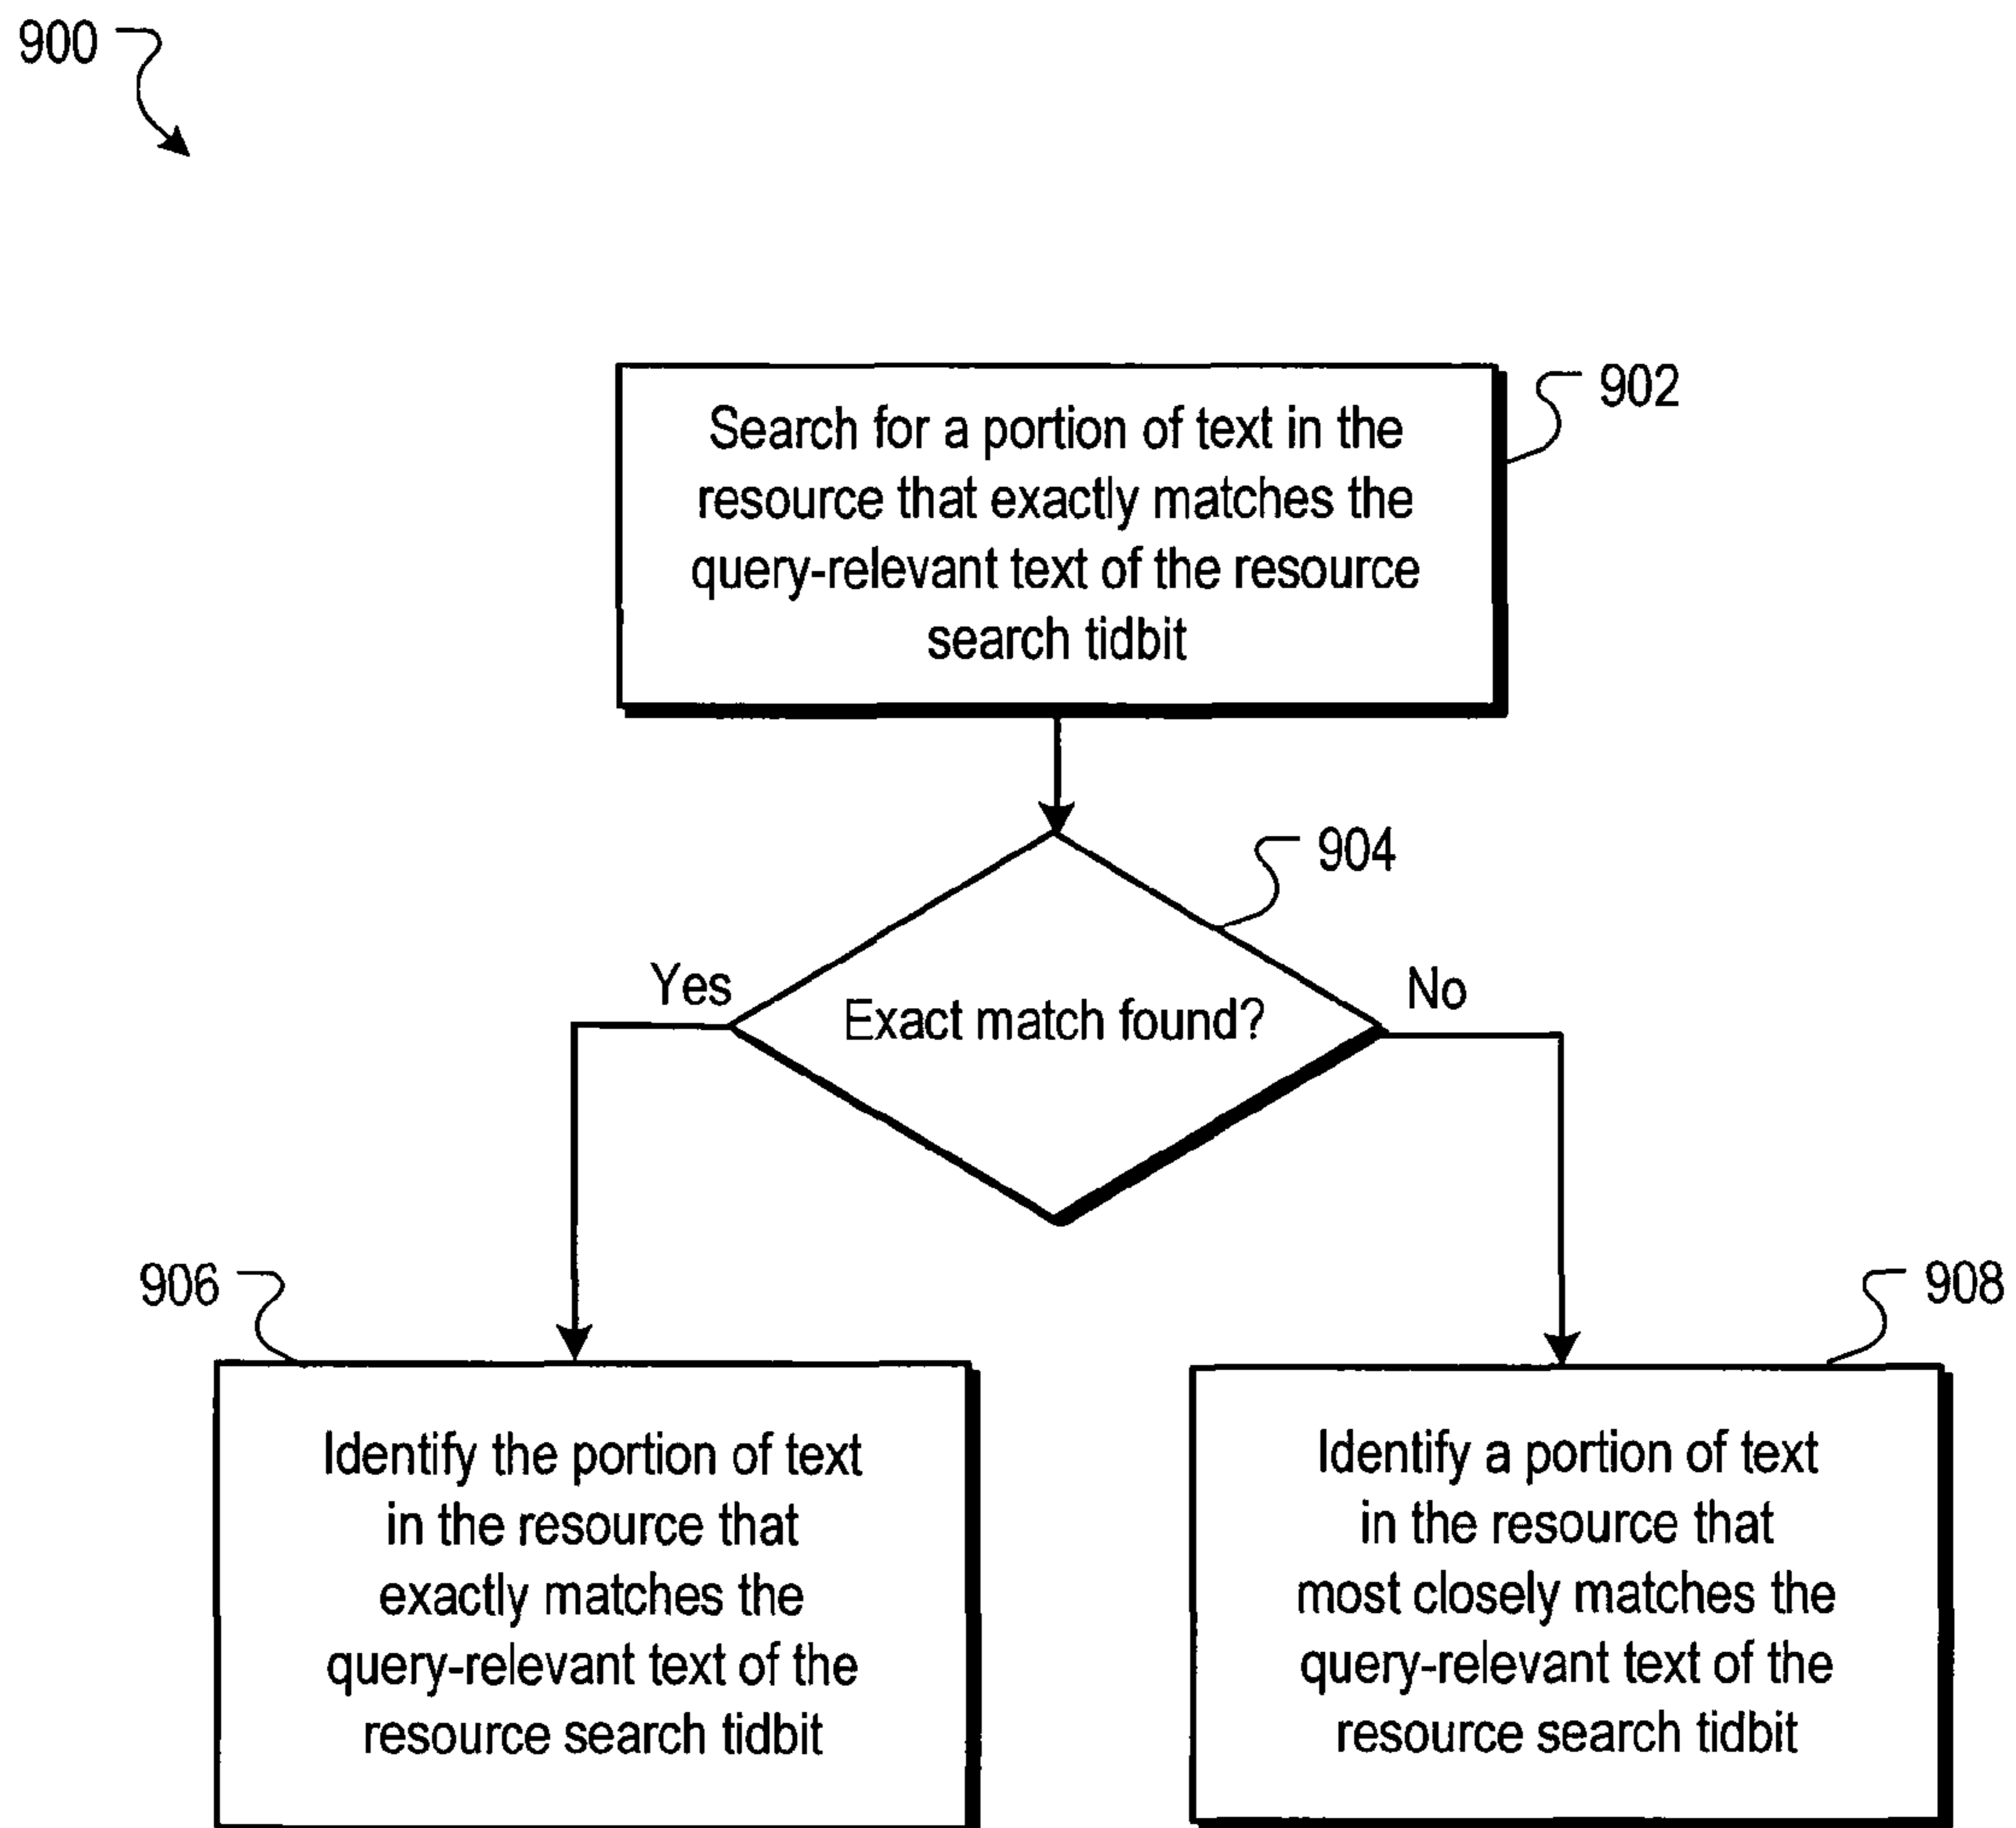 900
902
Search for a portion of text in the
resource that exactly matches the
query-relevant text of the resource
search tidbit
904
Yes
Exact match found?
No
906
908
Identify the portion of text
in the resource that
exactly matches the
query-relevant text of the
resource search tidbit
Identify a portion of text
in the resource that
most closely matches the
query-relevant text of the
resource search tidbit